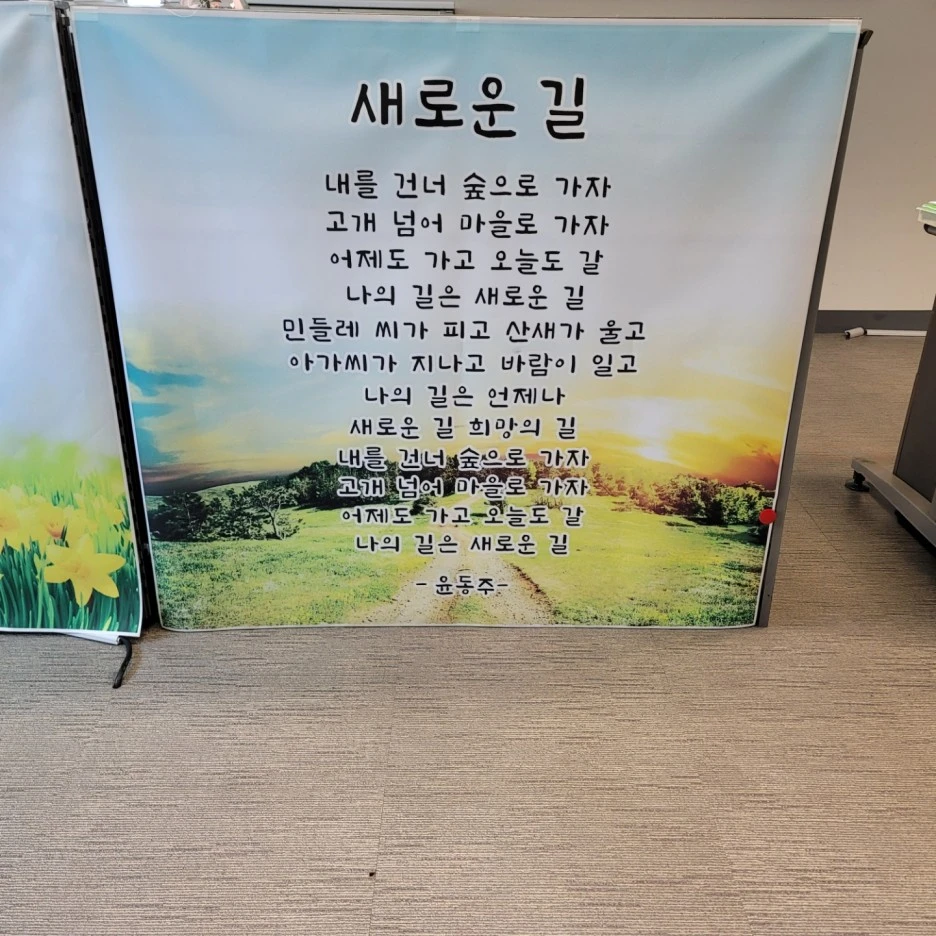 새로운 길
내를 건너 숲으로 가자
고개 넘어 마을로 가자
어제도 가고 오늘도 갈
나의 길은 새로운 길
민들레 씨가 피고 산새가 울고
아가씨가 지나고 바람이 일고
나의 길은 언제나
새로운 길 희망의 길
내를 건너 숲으로 가자
고개 넘어 마을로 가자
어제도 가고 오늘도 갈
나의 길은 새로운 길
- 윤동주-